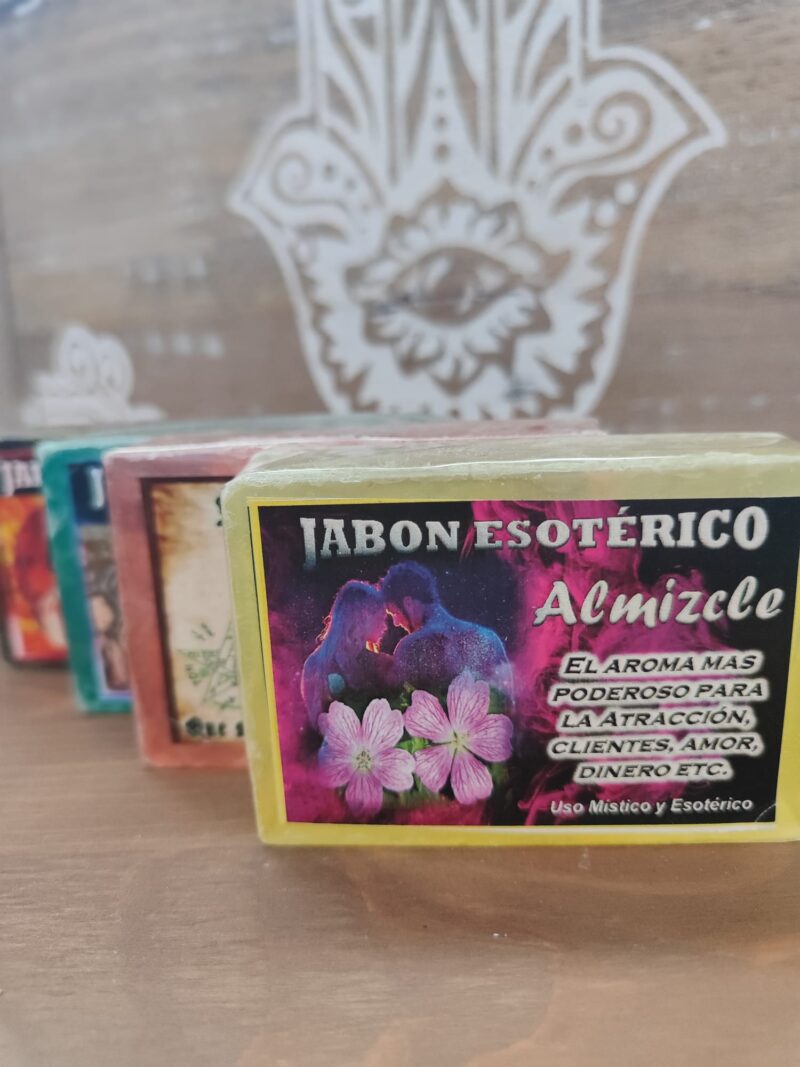 JABON ESOTÉRICO
Almizcle
EL AROMA MAS
PODEROSO PARA
LA ATRACCIÓN,
CLIENTES, AMOR,
DINERO ETC.
Uso Místico y Esotérico